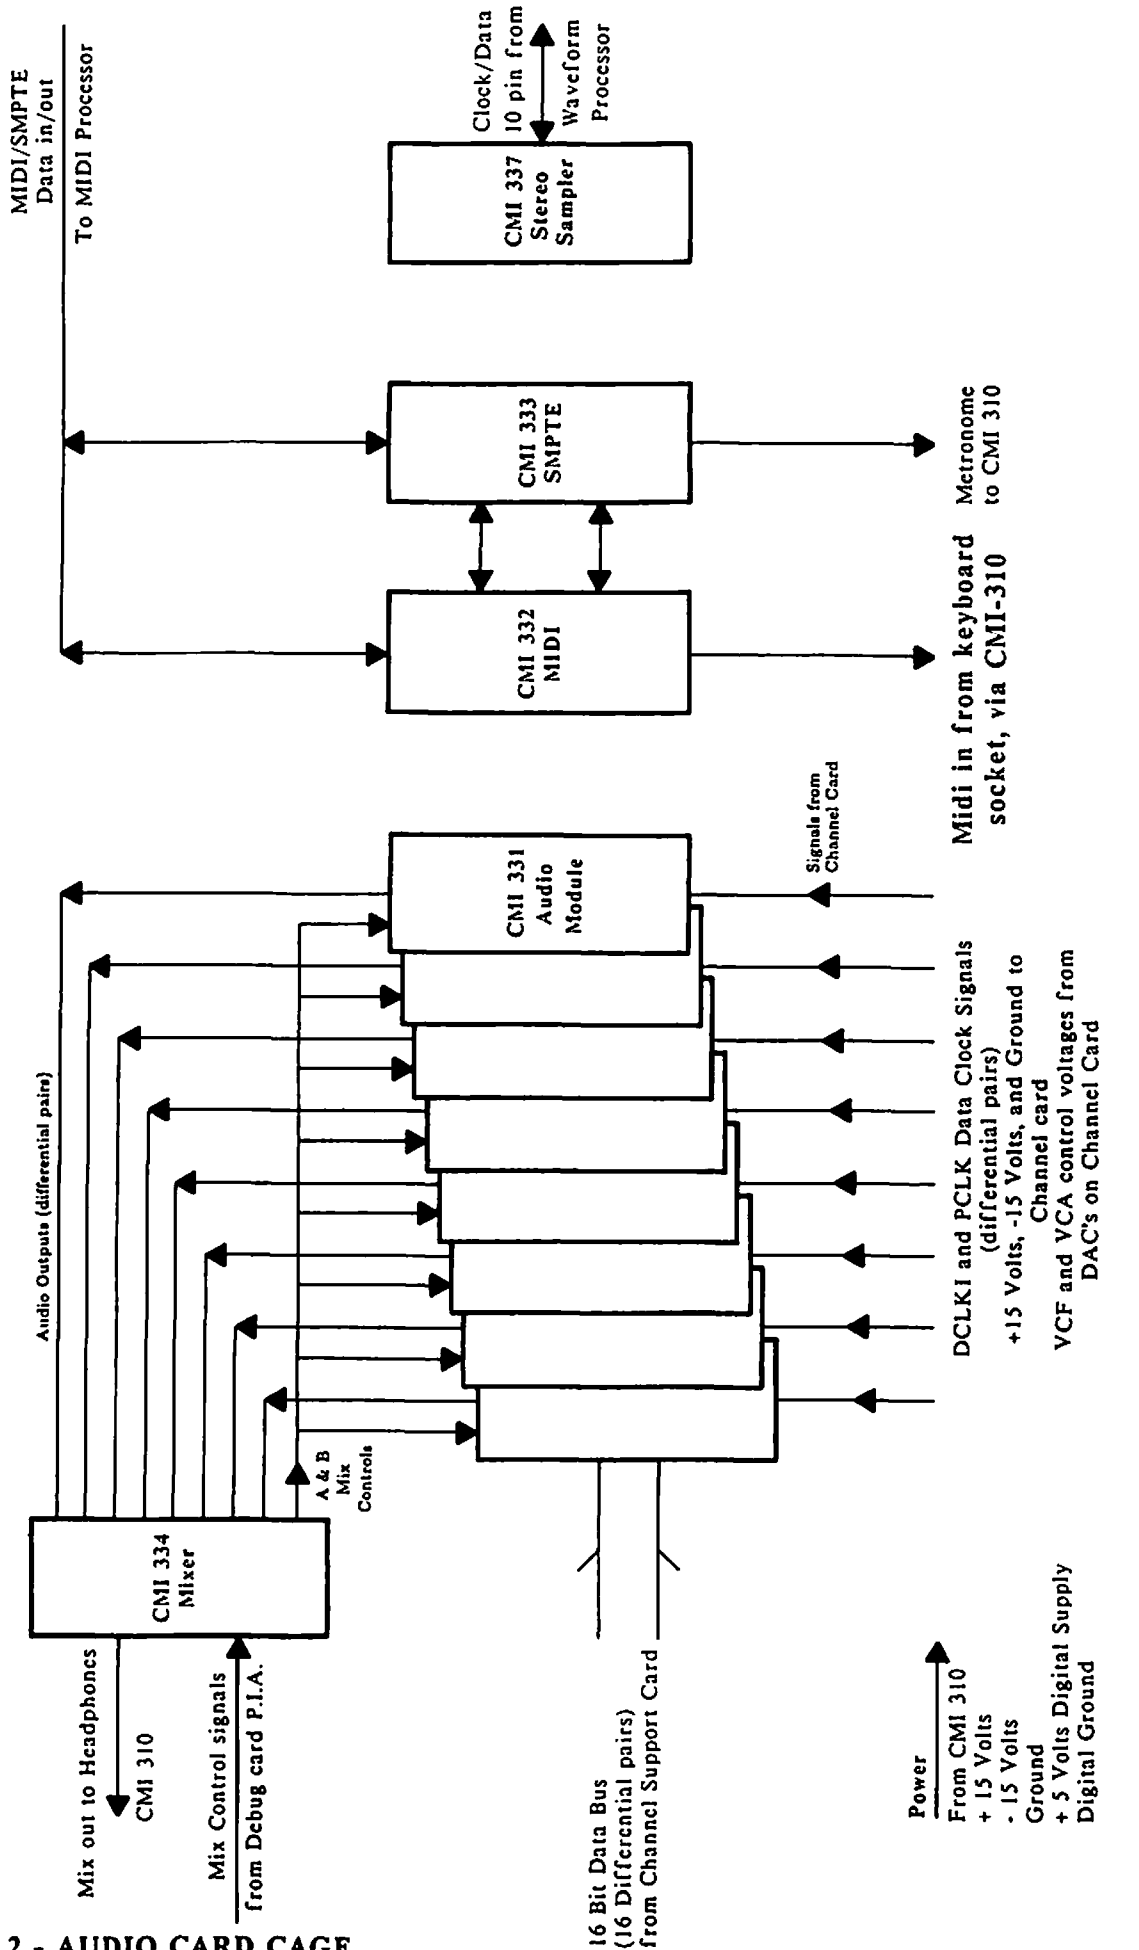 MIDI/SMPTE
Data in/out
To MIDI Processor
Clock/Data
10 pin from
Waveform
Processor
CMI 337
Stereo
Sampler
CMI 333
SMPTE
Metronome
to CMI 310
CMI 332
MIDI
Midi in from keyboard
socket, via CMI-310
Audio Outputs (differential pairs)
CMI 331
Audio
Module
Signals from
Channel Card
DCLKI and PCLK Data Clock Signals
(differential pairs)
+15 Volts, -15 Volts, and Ground to
Channel card
VCF and VCA control voltages from
DAC's on Channel Card
A & B
Mix
Controls
CMI 334
Mixer
Mix out to Headphones
CMI 310
Mix Control signals
from Debug card P.I.A.
16 Bit Data Bus
(16 Differential pairs)
from Channel Support Card
Power
From CMI 310
+ 15 Volts
- 15 Volts
Ground
+ 5 Volts Digital Supply
Digital Ground
2 - AUDIO CARD CAGE